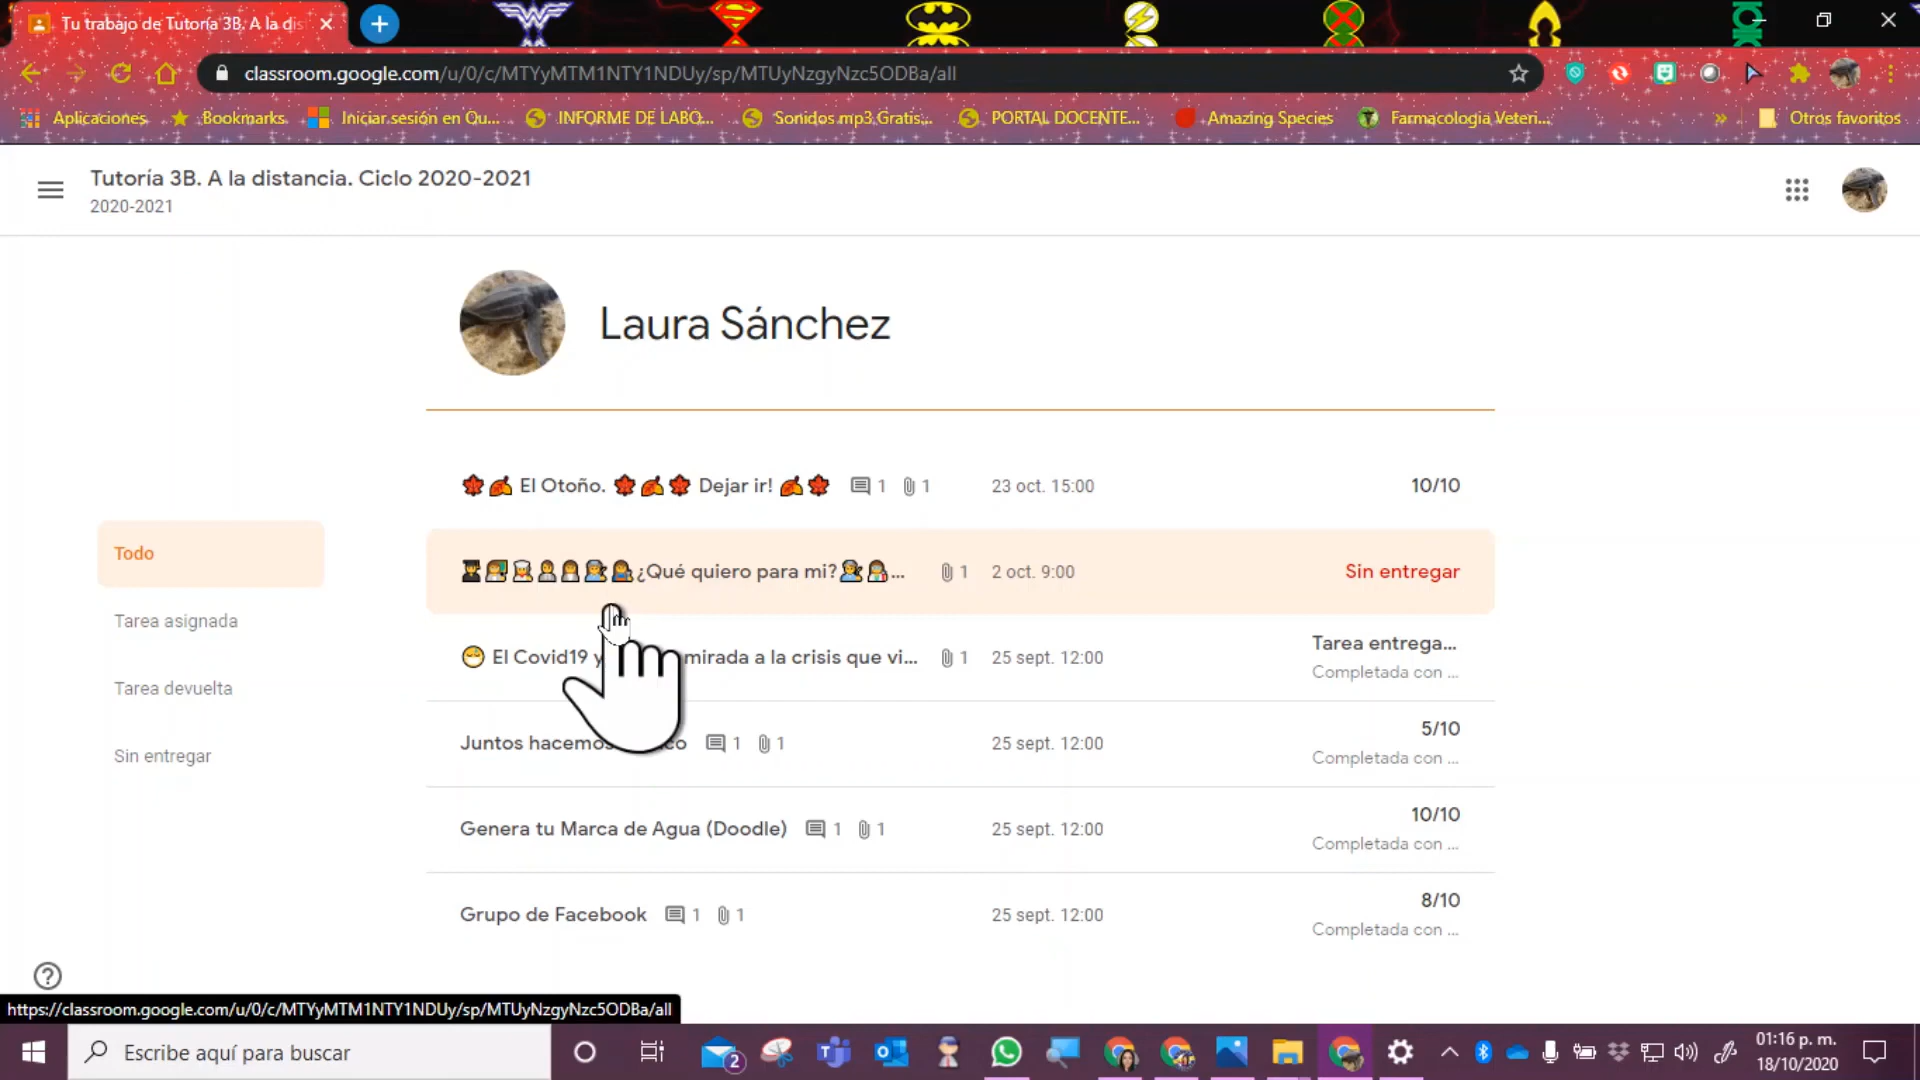 Tu trabajo de Tutoría 3B. A la dis
classroom.google.com/u/0/c/MTYyMTM1NTY1NDUy/sp/MTUyNzgyNzc5ODBa/all
Aplicaciones Bookmarks Iniciar sesión en Ou... INFORME DE LABO... Sonidos mp3 Gratis... PORTAL DOCENTE... Amazing Species Farmacologia Veteri... » Otros favoritos
Tutoría 3B. A la distancia. Ciclo 2020-2021
2020-2021
Laura Sánchez
El Otoño. Dejar ir! 1 1 23 oct. 15:00 10/10
Todo
¿Qué quiero para mi? ... 1 2 oct. 9:00 Sin entregar
Tarea asignada
El Covid19 y mirada a la crisis que vi... 1 25 sept. 12:00 Tarea entrega...
Completada con ...
Tarea devuelta
Juntos hacemos co 1 1 25 sept. 12:00 5/10
Completada con ...
Sin entregar
Genera tu Marca de Agua (Doodle) 1 1 25 sept. 12:00 10/10
Completada con ...
Grupo de Facebook 1 1 25 sept. 12:00 8/10
Completada con ...
https://classroom.google.com/u/0/c/MTYyMTM1NTY1NDUy/sp/MTUyNzgyNzc5ODBa/all
Escribe aquí para buscar
2
01:16 p. m.
18/10/2020